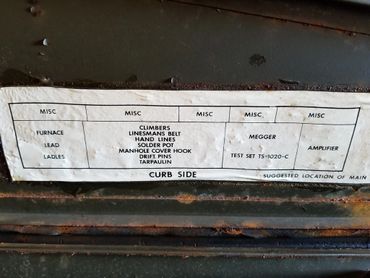 MISC MISC MISC MISC MISC
FURNACE
LEAD
LADLES
CLIMBERS
LINESMANS BELT
HAND LINES
SOLDER POT
MANHOLE COVER HOOK
DRIFT PINS
TARPAULIN
MEGGER
TEST SET TS-1020-C
AMPLIFIER
CURB SIDE
SUGGESTED LOCATION OF MAIN